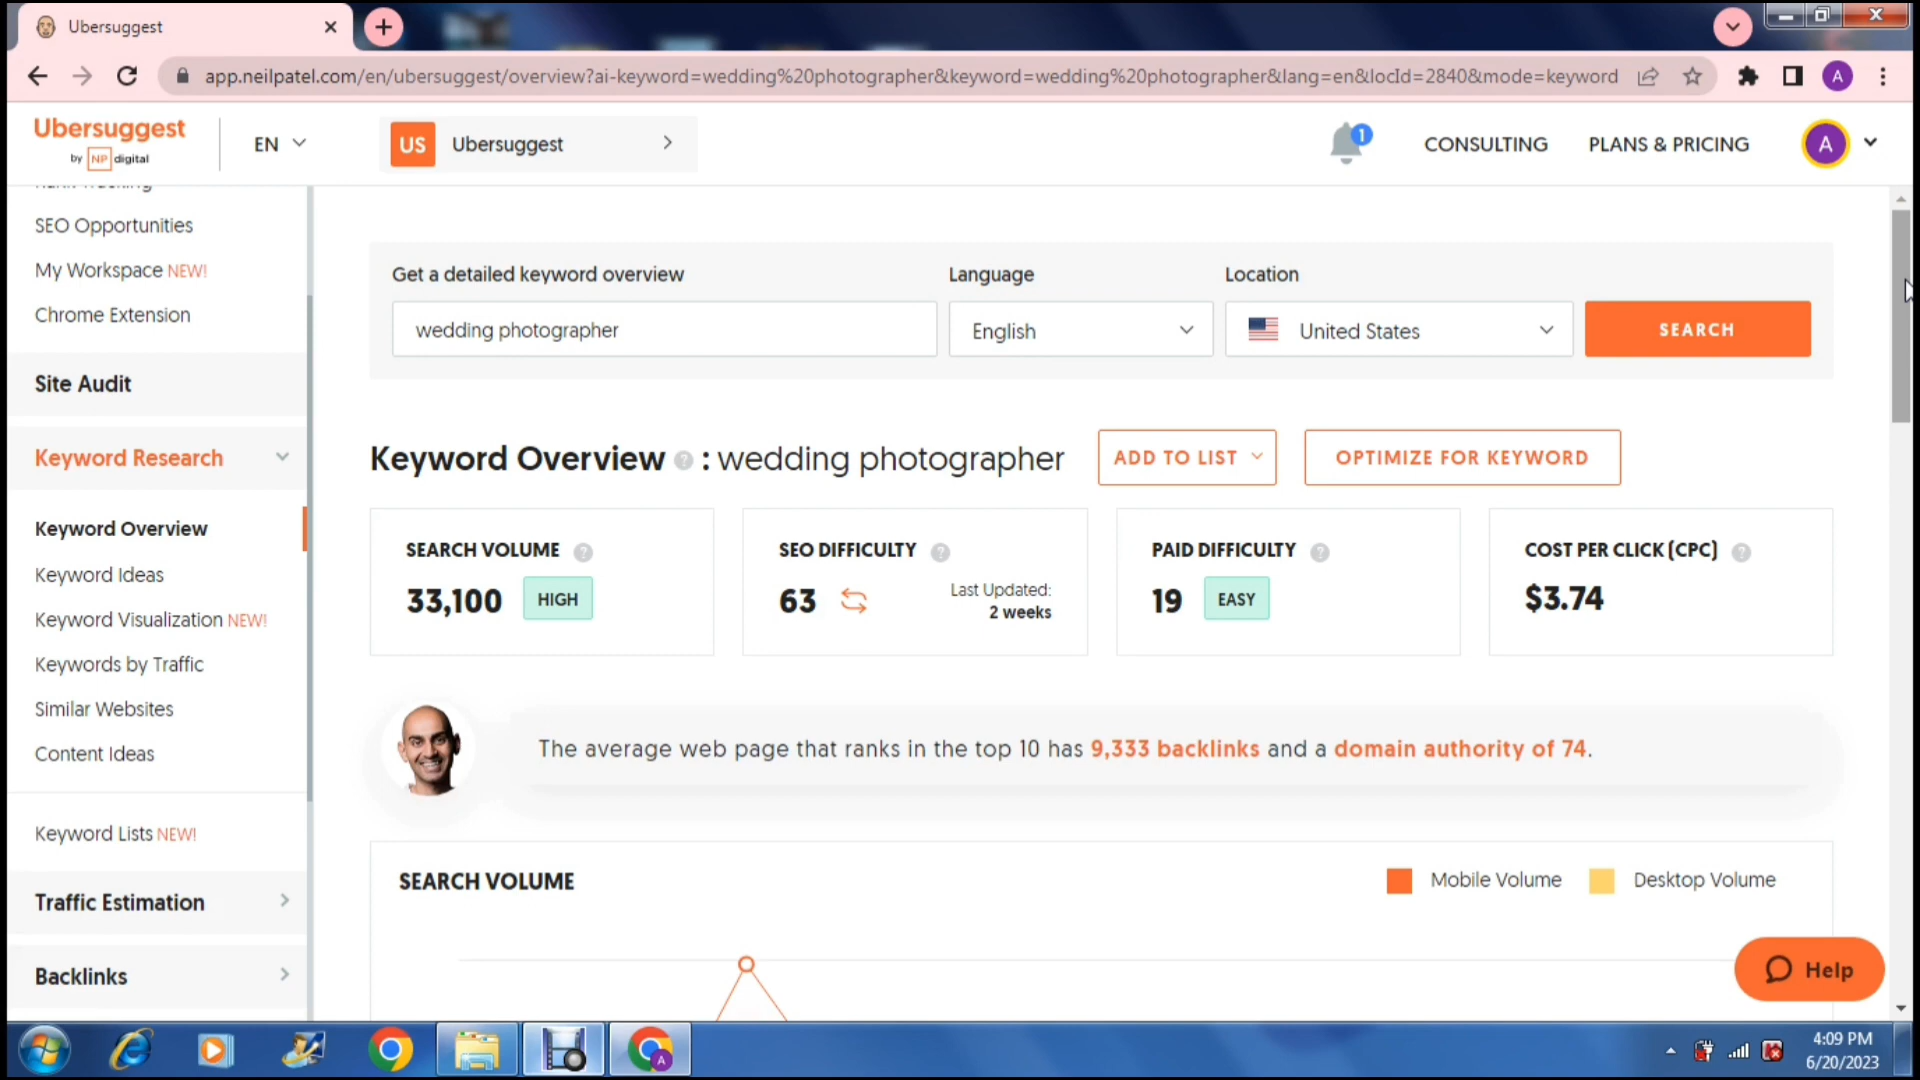 Ubersuggest
app.neilpatel.com/en/ubersuggest/overview?ai-keyword=wedding%20photographer&keyword=wedding%20photographer&lang=en&locId=2840&mode=keyword
A
Ubersuggest
by NP digital
EN
US Ubersuggest
1
CONSULTING
PLANS & PRICING
A
Rank Tracking
SEO Opportunities
My Workspace NEW!
Chrome Extension
Site Audit
Keyword Research
Keyword Overview
Keyword Ideas
Keyword Visualization NEW!
Keywords by Traffic
Similar Websites
Content Ideas
Keyword Lists NEW!
Traffic Estimation
Backlinks
Get a detailed keyword overview
Language
Location
wedding photographer
English
United States
SEARCH
Keyword Overview ? : wedding photographer
ADD TO LIST
OPTIMIZE FOR KEYWORD
SEARCH VOLUME ?
33,100 HIGH
SEO DIFFICULTY ?
63
Last Updated:
2 weeks
PAID DIFFICULTY ?
19 EASY
COST PER CLICK (CPC) ?
$3.74
The average web page that ranks in the top 10 has 9,333 backlinks and a domain authority of 74.
SEARCH VOLUME
Mobile Volume
Desktop Volume
Help
A
4:09 PM
6/20/2023